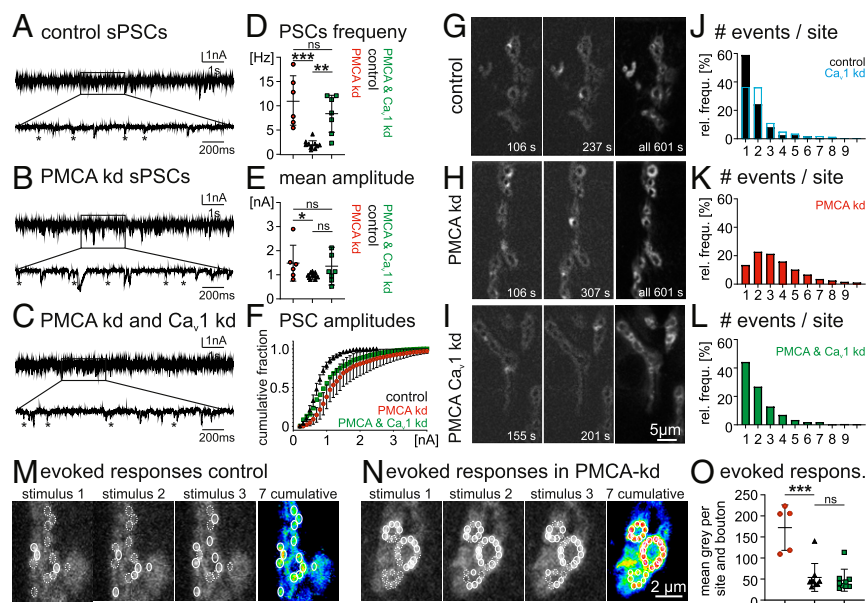 A control sPSCs
1nA
1s
*
*
*
*
200ms
B PMCA kd sPSCs
1nA
1s
*
*
*
*
*
200ms
C PMCA kd and Cav1 kd
1nA
1s
*
*
*
*
200ms
D PSCs frequeny
[Hz]
ns
***
**
15
10
5
0
PMCA kd
control
PMCA & Cav1 kd
E mean amplitude
[nA]
ns
*
ns
4
3
2
1
0
PMCA kd
control
PMCA & Cav1 kd
F PSC amplitudes
cumulative fraction
1.0
0.5
0
control
PMCA kd
PMCA & Cav1 kd
0 1 2 3 [nA]
G
control
106 s
237 s
all 601 s
H
PMCA kd
106 s
307 s
all 601 s
I
PMCA Cav1 kd
155 s
201 s
5µm
J # events / site
rel. frequ. [%]
60
40
20
0
control
Cav1 kd
1 2 3 4 5 6 7 8 9
K # events / site
rel. frequ. [%]
60
40
20
0
PMCA kd
1 2 3 4 5 6 7 8 9
L # events / site
rel. frequ. [%]
60
40
20
0
PMCA & Cav1 kd
1 2 3 4 5 6 7 8 9
M evoked responses control
stimulus 1 stimulus 2 stimulus 3 7 cumulative
N evoked responses in PMCA-kd
stimulus 1 stimulus 2 stimulus 3 7 cumulative
2 µm
O evoked respons.
mean grey per
site and bouton
250
200
150
100
50
0
***
ns